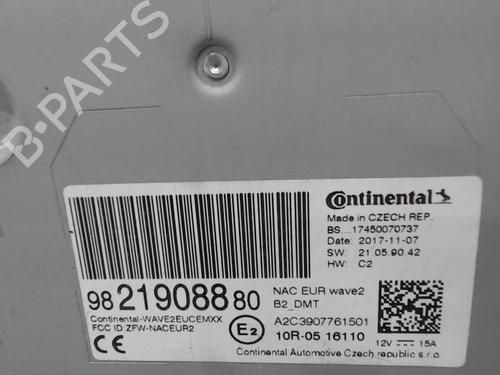 B-PARTS
Continental
Made in CZECH REP.
BS....17450070737
Date: 2017-11-07
SW: 21.05.90.42
HW: C2
98 219088 80
NAC EUR wave2
B2_DMT
Continental-WAVE2EUCEMXX
FCC ID ZFW-NACEUR2
A2C3907761501
CE
E2
10R-05 16110
12V 15A
Continental Automotive Czech republic s.r.o.